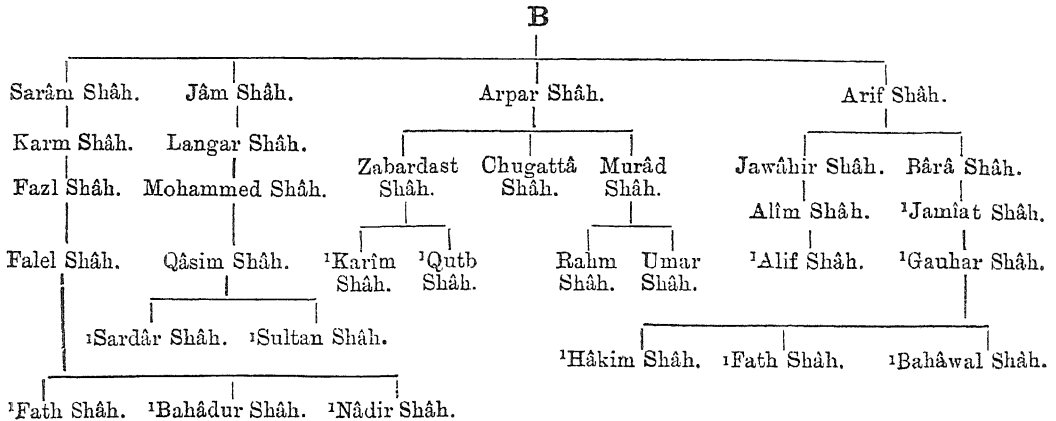 B
Sarâm Shâh. Jâm Shâh. Arpar Shâh. Arif Shâh.
Karm Shâh. Langar Shâh.
Zabardast Shâh. Chugattâ Shâh. Murâd Shâh. Jawâhir Shâh. Bârâ Shâh.
Fazl Shâh. Mohammed Shâh.
Alîm Shâh. ¹Jamîat Shâh.
Falel Shâh. Qâsim Shâh. ¹Karîm Shâh. ¹Qutb Shâh. Rahm Shâh. Umar Shâh. ¹Alif Shâh. ¹Gauhar Shâh.
¹Sardâr Shâh. ¹Sultan Shâh.
¹Hâkim Shâh. ¹Fath Shâh. ¹Bahâwal Shâh.
¹Fath Shâh. ¹Bahâdur Shâh. ¹Nâdir Shâh.